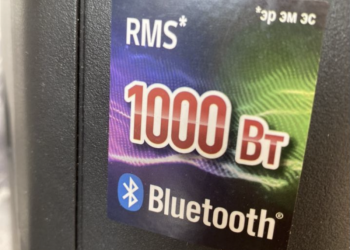 *эр эм эс
RMS*
1000 Вт
Bluetooth®